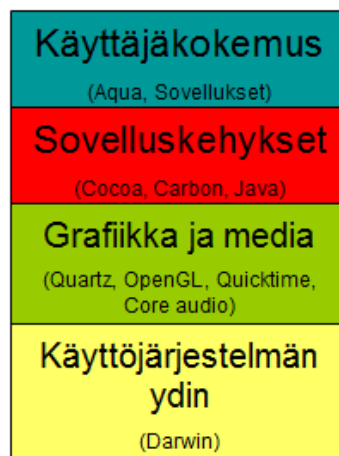 Käyttäjäkokemus
(Aqua, Sovellukset)
Sovelluskehykset
(Cocoa, Carbon, Java)
Grafiikka ja media
(Quartz, OpenGL, Quicktime,
Core audio)
Käyttöjärjestelmän
ydin
(Darwin)